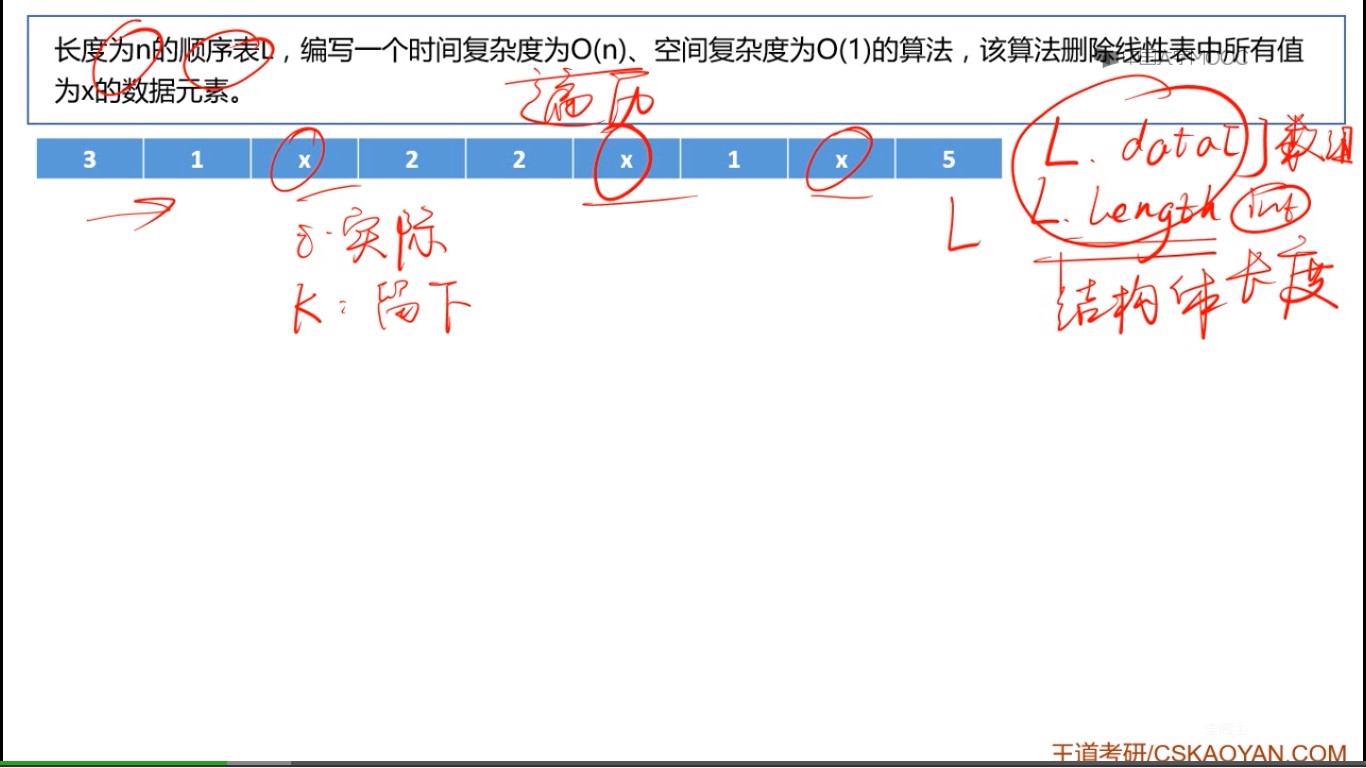 长度为n的顺序表L，编写一个时间复杂度为O(n)、空间复杂度为O(1)的算法，该算法删除线性表中所有值
为x的数据元素。
遍历
3 1 x 2 2 x 1 x 5
L. data[] 数组
L. Length int
长度
结构体
L
实际
K: 留下
王道考研/CSKAOYAN.COM